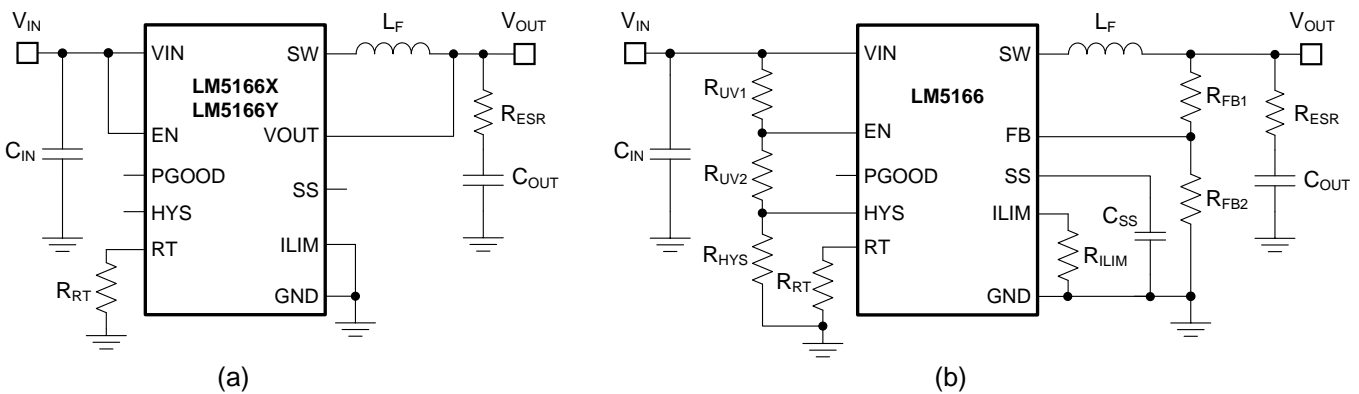 VIN
LF
VOUT
VIN
SW
LM5166X
LM5166Y
RESR
EN
VOUT
CIN
PGOOD
COUT
SS
HYS
RT
ILIM
RRT
GND
(a)
VIN
LF
VOUT
VIN
SW
RUV1
LM5166
RFB1
RESR
EN
FB
CIN
RUV2
PGOOD
SS
COUT
RFB2
HYS
ILIM
CSS
RHYS
RT
RILIM
RRT
GND
(b)